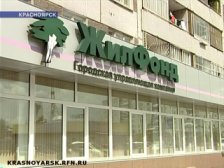 КРАСНОЯРСК
ЖилФонд
ГОРОДСКАЯ УПРАВЛЯЮЩАЯ КОМПАНИЯ
KRASNOYARSK.RFN.RU